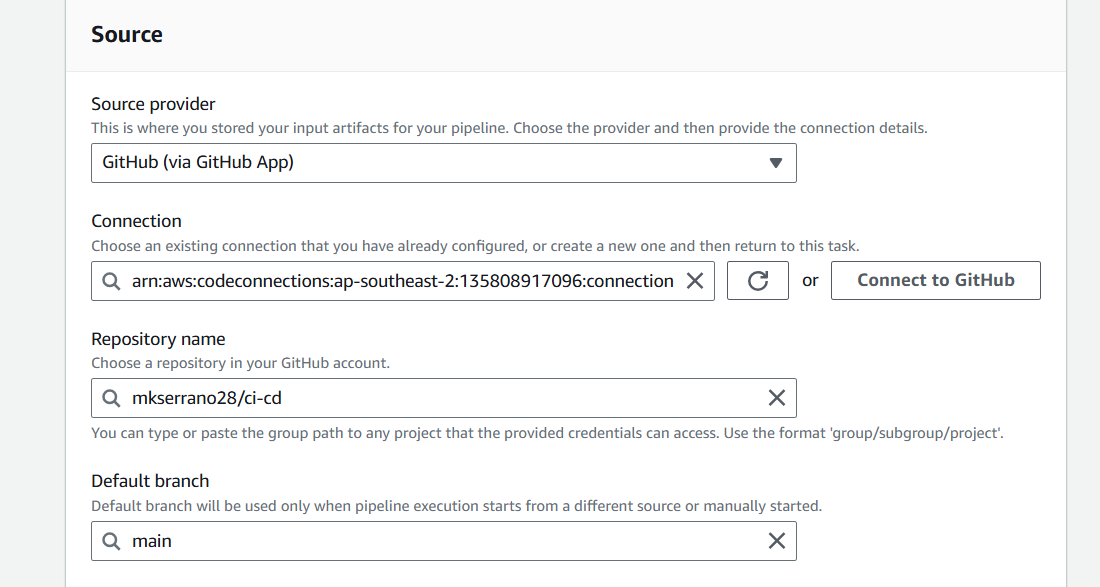 Source
Source provider
This is where you stored your input artifacts for your pipeline. Choose the provider and then provide the connection details.
GitHub (via GitHub App)
Connection
Choose an existing connection that you have already configured, or create a new one and then return to this task.
arn:aws:codeconnections:ap-southeast-2:135808917096:connection
or
Connect to GitHub
Repository name
Choose a repository in your GitHub account.
mkserrano28/ci-cd
You can type or paste the group path to any project that the provided credentials can access. Use the format 'group/subgroup/project'.
Default branch
Default branch will be used only when pipeline execution starts from a different source or manually started.
main